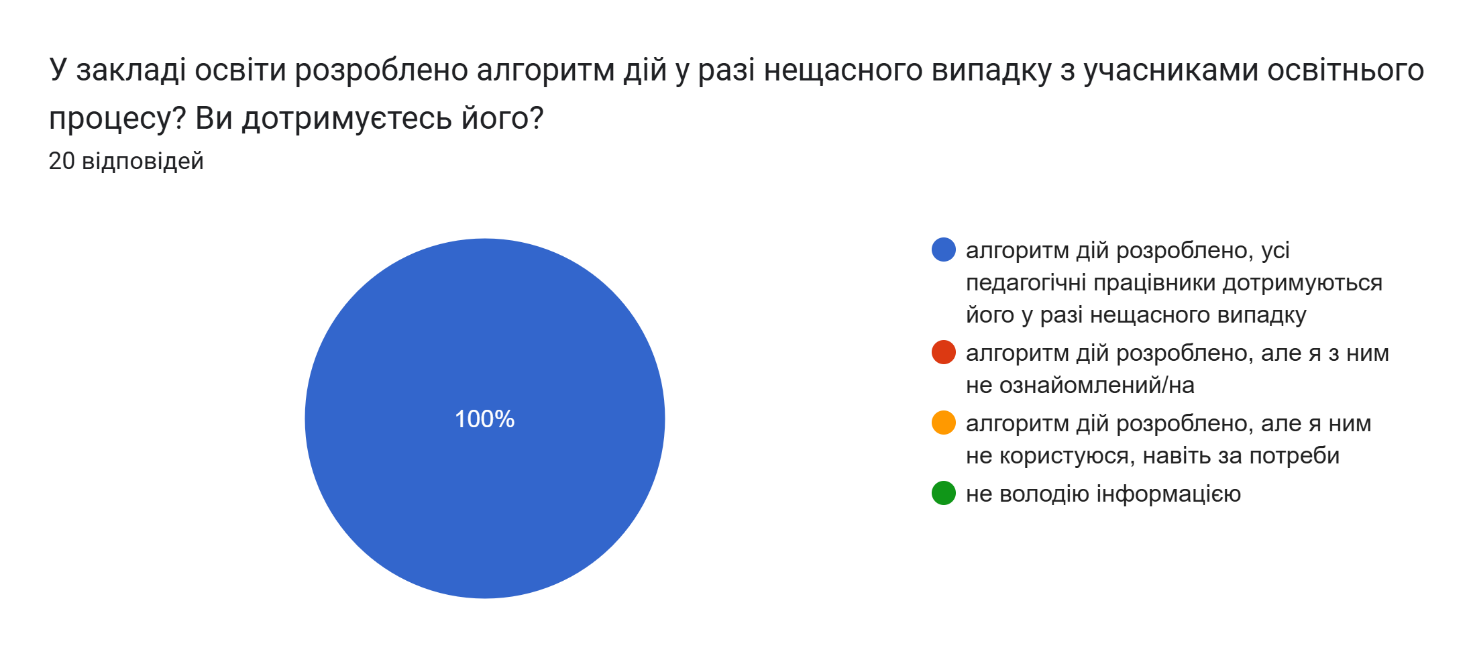 У закладі освіти розроблено алгоритм дій у разі нещасного випадку з учасниками освітнього
процесу? Ви дотримуєтесь його?
20 відповідей
100%
алгоритм дій розроблено, усі
педагогічні працівники дотримуються
його у разі нещасного випадку
алгоритм дій розроблено, але я з ним
не ознайомлений/на
алгоритм дій розроблено, але я ним
не користуюся, навіть за потреби
не володію інформацією